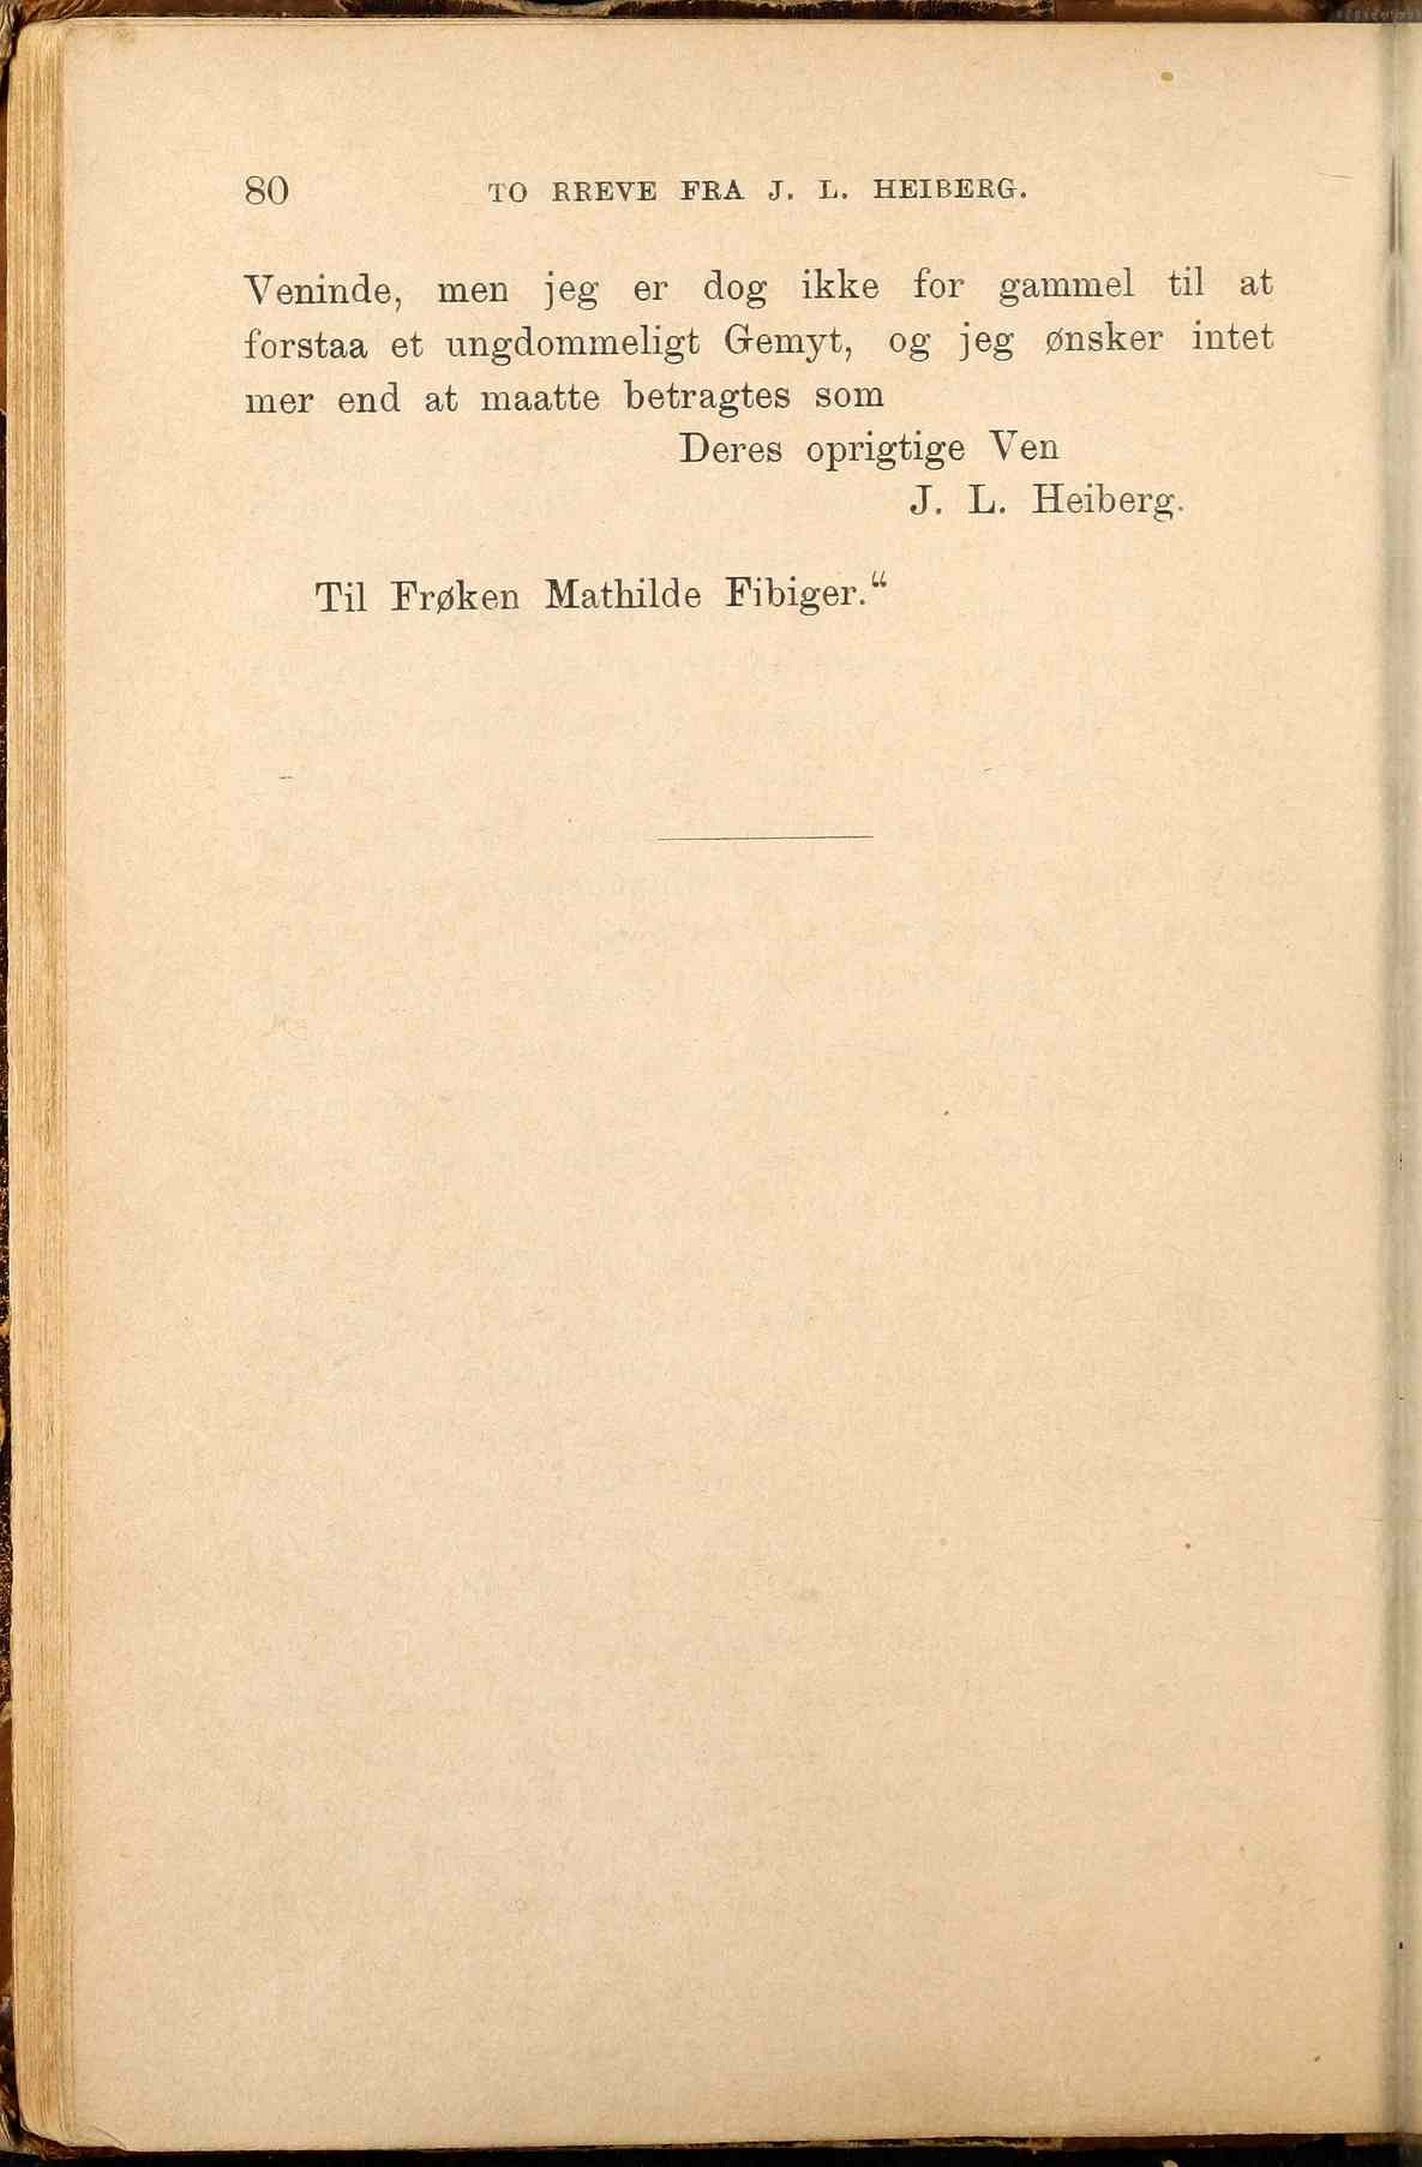 80 TO BREVE FRA J. L. HEIBERG.
Veninde, men jeg er dog ikke for gammel til at
forstaa et ungdommeligt Gemyt, og jeg ønsker intet
mer end at maatte betragtes som
Deres oprigtige Ven
J. L. Heiberg.
Til Frøken Mathilde Fibiger.“